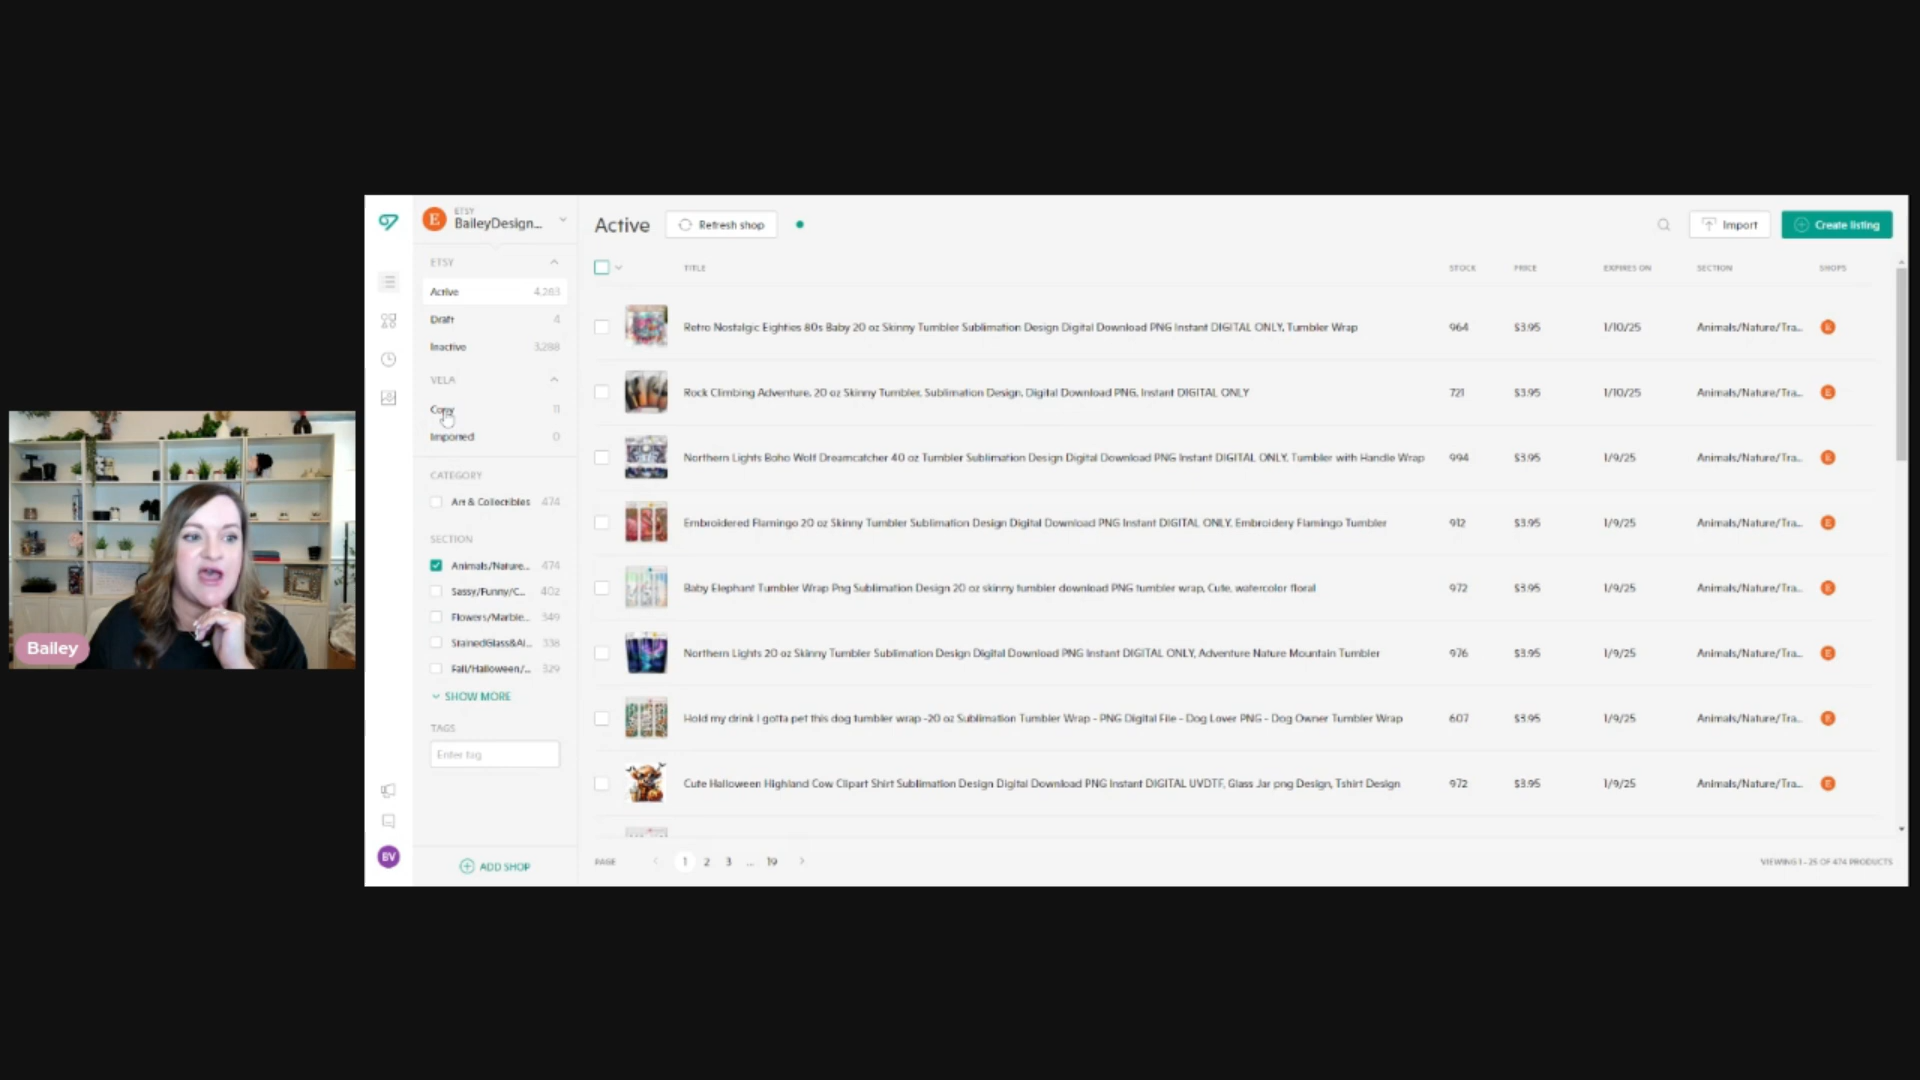 ETSY
BaileyDesign...
ETSY
Active 4,283
Draft 4
Inactive 3,288
VELA
Copy 11
Imported 0
CATEGORY
Art & Collectibles 474
SECTION
Animals/Nature... 474
Sassy/Funny/C... 402
Flowers/Marble... 349
StainedGlass&Al... 338
Fall/Halloween/... 329
SHOW MORE
TAGS
Enter tag
ADD SHOP
BV
Bailey
Active Refresh shop Import Create listing
TITLE STOCK PRICE EXPIRES ON SECTION SHOPS
Retro Nostalgic Eighties 80s Baby 20 oz Skinny Tumbler Sublimation Design Digital Download PNG Instant DIGITAL ONLY, Tumbler Wrap 964 $3.95 1/10/25 Animals/Nature/Tra... E
Rock Climbing Adventure, 20 oz Skinny Tumbler, Sublimation Design, Digital Download PNG, Instant DIGITAL ONLY 721 $3.95 1/10/25 Animals/Nature/Tra... E
Northern Lights Boho Wolf Dreamcatcher 40 oz Tumbler Sublimation Design Digital Download PNG Instant DIGITAL ONLY, Tumbler with Handle Wrap 994 $3.95 1/9/25 Animals/Nature/Tra... E
Embroidered Flamingo 20 oz Skinny Tumbler Sublimation Design Digital Download PNG Instant DIGITAL ONLY, Embroidery Flamingo Tumbler 912 $3.95 1/9/25 Animals/Nature/Tra... E
Baby Elephant Tumbler Wrap Png Sublimation Design 20 oz skinny tumbler download PNG tumbler wrap, Cute, watercolor floral 972 $3.95 1/9/25 Animals/Nature/Tra... E
Northern Lights 20 oz Skinny Tumbler Sublimation Design Digital Download PNG Instant DIGITAL ONLY, Adventure Nature Mountain Tumbler 976 $3.95 1/9/25 Animals/Nature/Tra... E
Hold my drink I gotta pet this dog tumbler wrap -20 oz Sublimation Tumbler Wrap - PNG Digital File - Dog Lover PNG - Dog Owner Tumbler Wrap 607 $3.95 1/9/25 Animals/Nature/Tra... E
Cute Halloween Highland Cow Clipart Shirt Sublimation Design Digital Download PNG Instant DIGITAL UVDTF, Glass Jar png Design, Tshirt Design 972 $3.95 1/9/25 Animals/Nature/Tra... E
PAGE 1 2 3 ... 19 VIEWING 1-25 OF 474 PRODUCTS